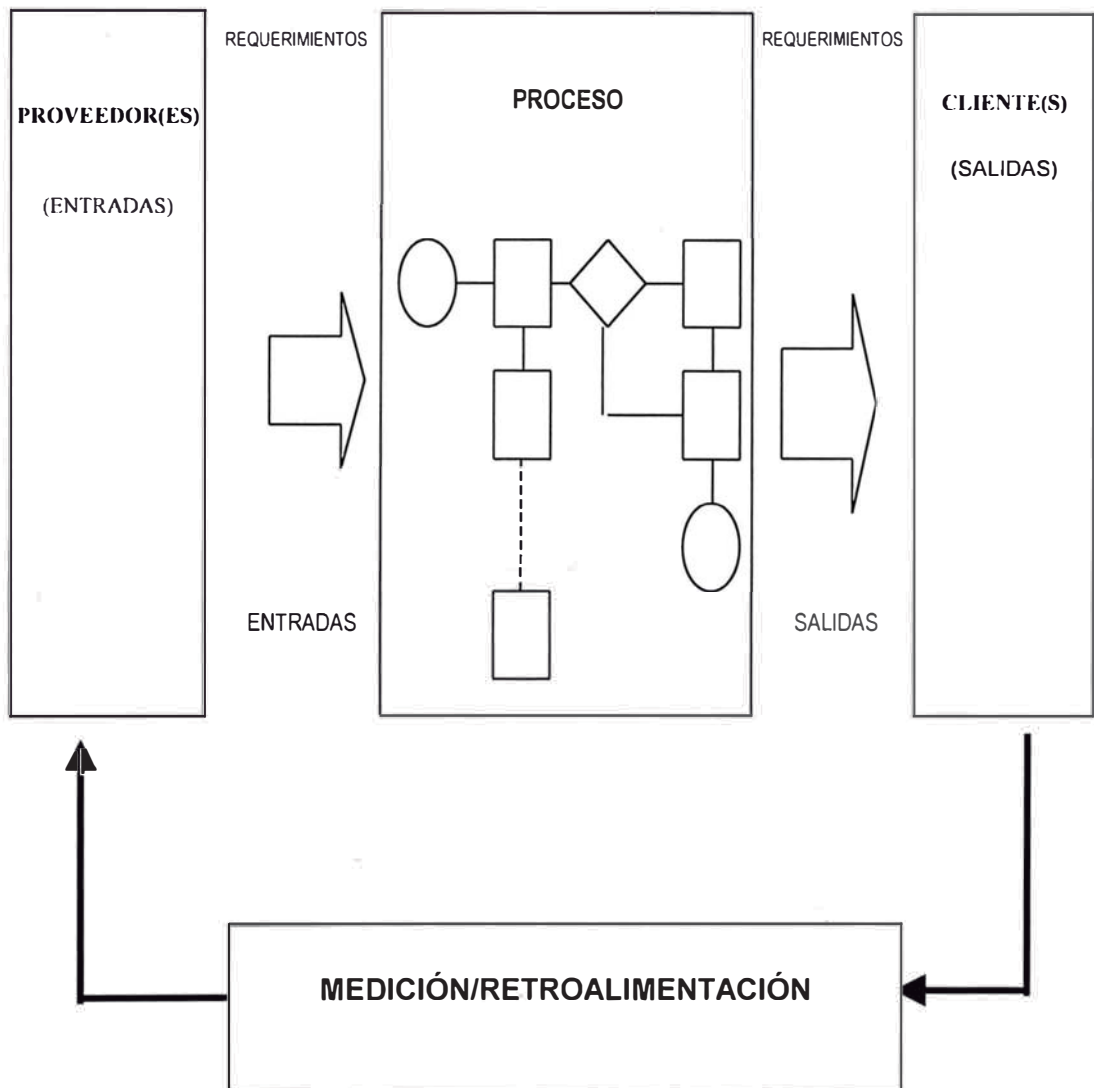 REQUERIMIENTOS
REQUERIMIENTOS
PROVEEDOR(ES)
(ENTRADAS)
PROCESO
CLIENTE(S)
(SALIDAS)
ENTRADAS
SALIDAS
MEDICIÓN/RETROALIMENTACIÓN